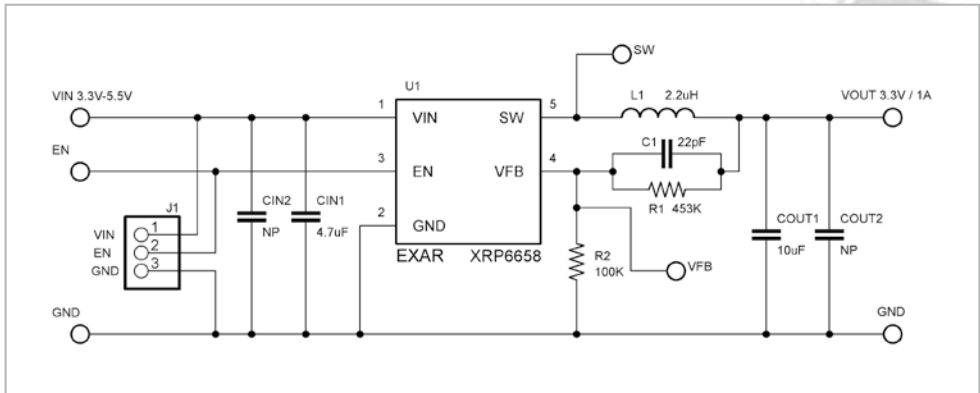 SW
U1
VIN 3.3V-5.5V
L1 2.2uH
VOUT 3.3V / 1A
1
VIN
SW
5
C1 22pF
EN
3
EN
VFB
4
R1 453K
J1
CIN2
CIN1
2
GND
VIN
1
NP
4.7uF
COUT1
COUT2
EN
2
EXAR
XRP6658
R2
10uF
NP
GND
3
100K
VFB
GND
GND